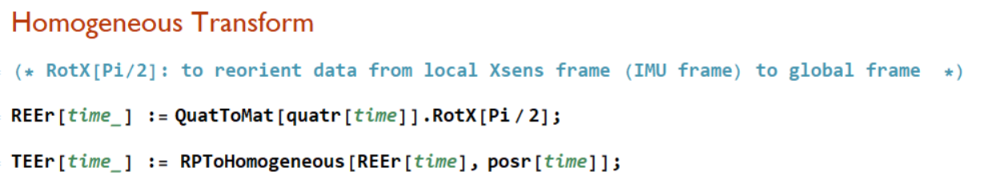 Homogeneous Transform
(* RotX[Pi/2]: to reorient data from local Xsens frame (IMU frame) to global frame  *)
REEr[time_] := QuatToMat[quatr[time]].RotX[Pi / 2];
TEEr[time_] := RPToHomogeneous[REEr[time], posr[time]];